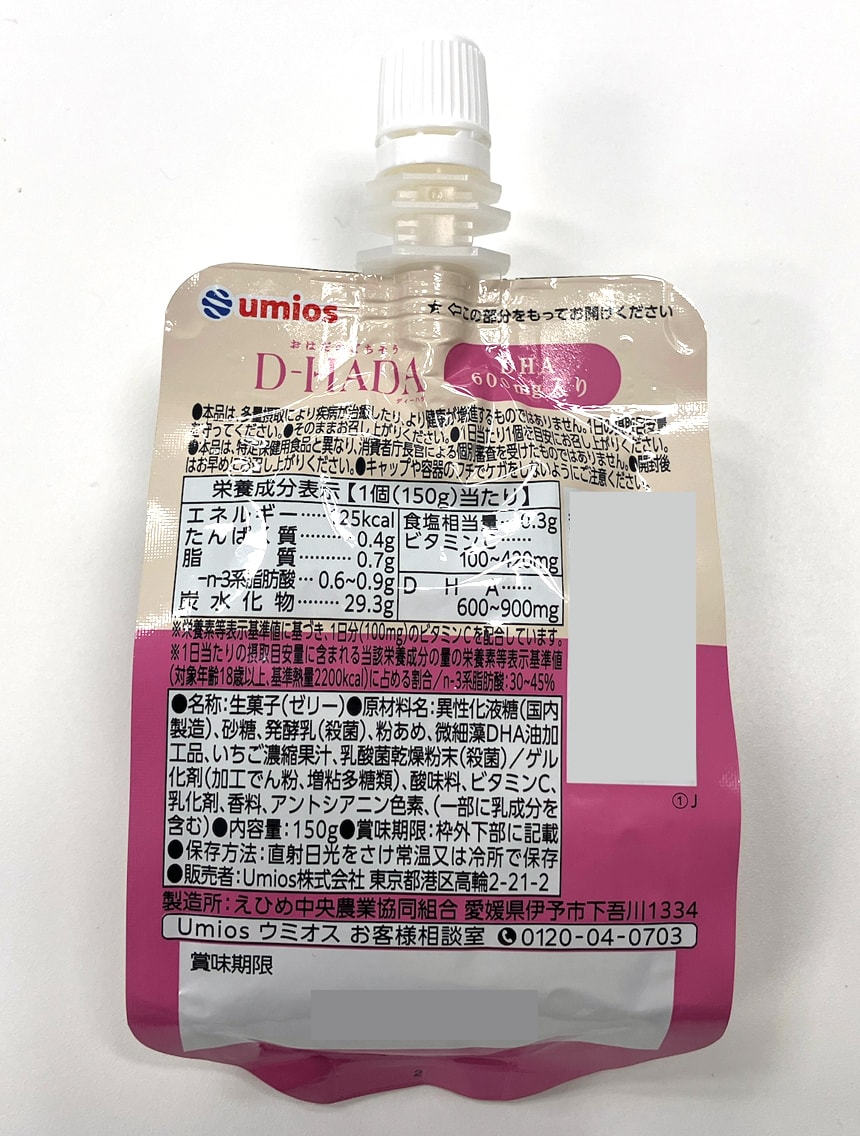 umios
☆⇦この部分をもってお開けください
おはだのごちそう
D-HADA
ディーハダ
DHA
600mg入り
●本品は、多量摂取により疾病が治癒したり、より健康が増進するものではありません。1日の摂取目安量
を守ってください。●そのままお召し上がりください。●1日当たり1個を目安にお召し上がりください。
●本品は、特定保健用食品と異なり、消費者庁長官による個別審査を受けたものではありません。●開封後
はお早めにお召し上がりください。●キャップや容器のフチでケガをしないようにご注意ください。
栄養成分表示【1個(150g)当たり】
エネルギー…125kcal
たんぱく質………0.4g
脂質………0.7g
-n-3系脂肪酸…0.6~0.9g
炭水化物………29.3g
食塩相当量…0.3g
ビタミンC……
100~420mg
DHA……
600~900mg
※栄養素等表示基準値に基づき、1日分(100mg)のビタミンCを配合しています。
※1日当たりの摂取目安量に含まれる当該栄養成分の量の栄養素等表示基準値
(対象年齢18歳以上、基準熱量2200kcal)に占める割合/n-3系脂肪酸:30~45%
●名称:生菓子(ゼリー)●原材料名:異性化液糖(国内
製造)、砂糖、発酵乳(殺菌)、粉あめ、微細藻DHA油加
工品、いちご濃縮果汁、乳酸菌乾燥粉末(殺菌)/ゲル
化剤(加工でん粉、増粘多糖類)、酸味料、ビタミンC、
乳化剤、香料、アントシアニン色素、(一部に乳成分を
含む)●内容量:150g●賞味期限:枠外下部に記載
●保存方法:直射日光をさけ常温又は冷所で保存
●販売者:Umios株式会社 東京都港区高輪2-21-2
①J
製造所:えひめ中央農業協同組合 愛媛県伊予市下吾川1334
Umios ウミオス お客様相談室 0120-04-0703
賞味期限
2